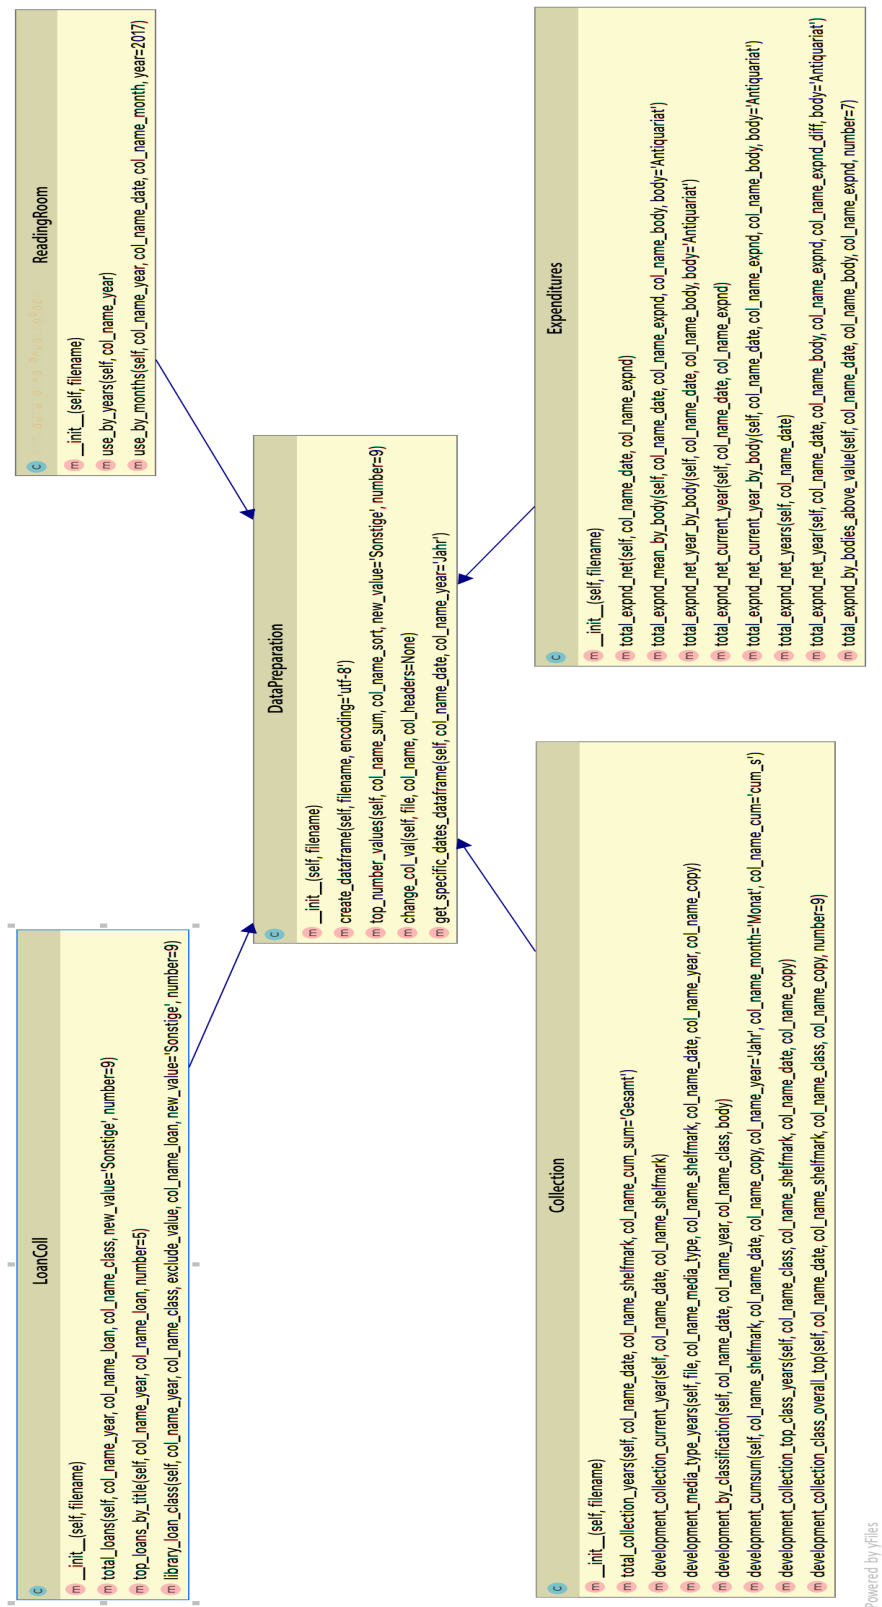 LoanColl
__init__(self, filename)
total_loans(self, col_name_year, col_name_loan, col_name_class, new_value='Sonstige', number=9)
top_loans_by_title(self, col_name_year, col_name_loan, number=5)
library_loan_class(self, col_name_year, col_name_class, exclude_value, col_name_loan, new_value='Sonstige', number=9)
ReadingRoom
__init__(self, filename)
use_by_years(self, col_name_year)
use_by_months(self, col_name_year, col_name_date, col_name_month, year=2017)
DataPreparation
__init__(self, filename)
create_dataframe(self, filename, encoding='utf-8')
top_number_values(self, col_name_sum, col_name_sort, new_value='Sonstige', number=9)
change_col_val(self, file, col_name, col_headers=None)
get_specific_dates_dataframe(self, col_name_date, col_name_year='Jahr')
Collection
__init__(self, filename)
total_collection_years(self, col_name_date, col_name_shelfmark, col_name_cum_sum='Gesamt')
development_collection_current_year(self, col_name_date, col_name_shelfmark)
development_media_type_years(self, file, col_name_media_type, col_name_shelfmark, col_name_date, col_name_year, col_name_copy)
development_by_classification(self, col_name_date, col_name_year, col_name_class, body)
development_cumsum(self, col_name_shelfmark, col_name_date, col_name_copy, col_name_year='Jahr', col_name_month='Monat', col_name_cum='cum_s')
development_collection_top_class_years(self, col_name_class, col_name_shelfmark, col_name_date, col_name_copy)
development_collection_class_overall_top(self, col_name_date, col_name_shelfmark, col_name_class, col_name_copy, number=9)
Expenditures
__init__(self, filename)
total_expnd_net(self, col_name_date, col_name_expnd)
total_expnd_mean_by_body(self, col_name_date, col_name_expnd, col_name_body, body='Antiquariat')
total_expnd_net_year_by_body(self, col_name_date, col_name_body, body='Antiquariat')
total_expnd_net_current_year(self, col_name_date, col_name_expnd)
total_expnd_net_current_year_by_body(self, col_name_date, col_name_expnd, col_name_body, body='Antiquariat')
total_expnd_net_years(self, col_name_date)
total_expnd_net_year(self, col_name_date, col_name_body, col_name_expnd, col_name_expnd_diff, body='Antiquariat')
total_expnd_by_bodies_above_value(self, col_name_date, col_name_body, col_name_expnd, number=7)
Powered by yFiles